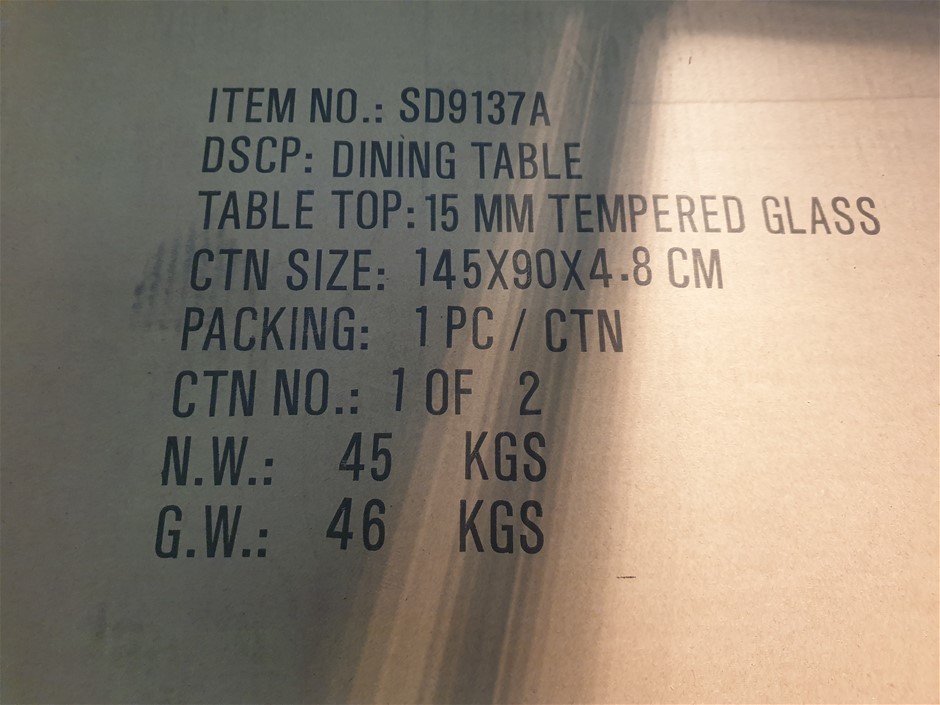 ITEM NO.: SD9137A
DSCP: DINING TABLE
TABLE TOP: 15 MM TEMPERED GLASS
CTN SIZE: 145X90X4.8 CM
PACKING: 1 PC / CTN
CTN NO.: 1 OF 2
N.W.: 45 KGS
G.W.: 46 KGS